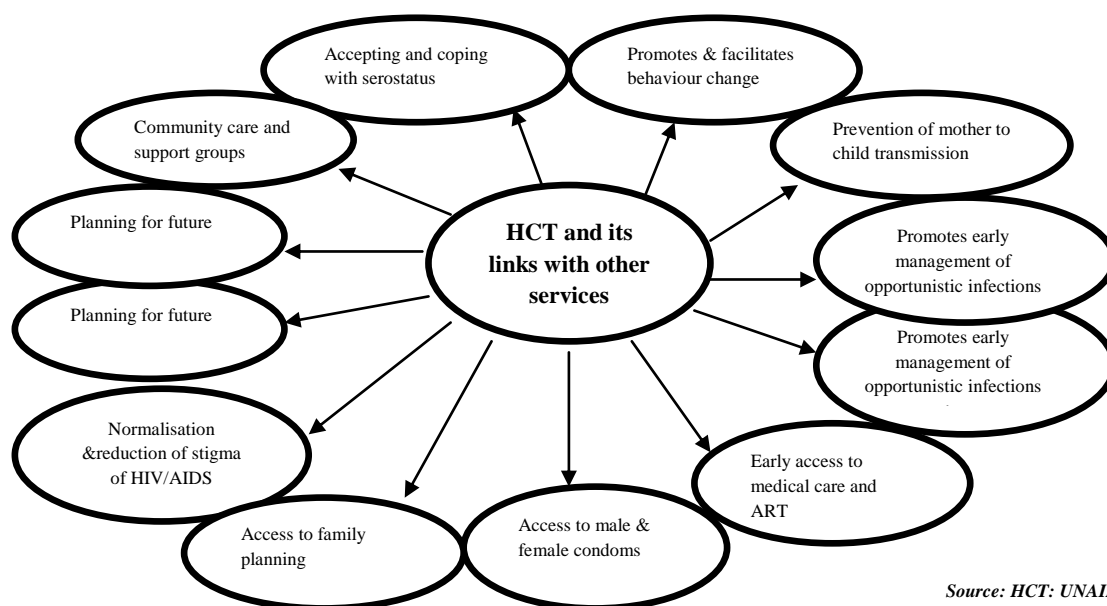 Accepting and coping
with serostatus
Promotes & facilitates
behaviour change
Community care and
support groups
Prevention of mother to
child transmission
Planning for future
HCT and its
links with other
services
Promotes early
management of
opportunistic infections
Planning for future
Promotes early
management of
opportunistic infections
Normalisation
&reduction of stigma
of HIV/AIDS
Early access to
medical care and
ART
Access to family
planning
Access to male &
female condoms
Source: HCT: